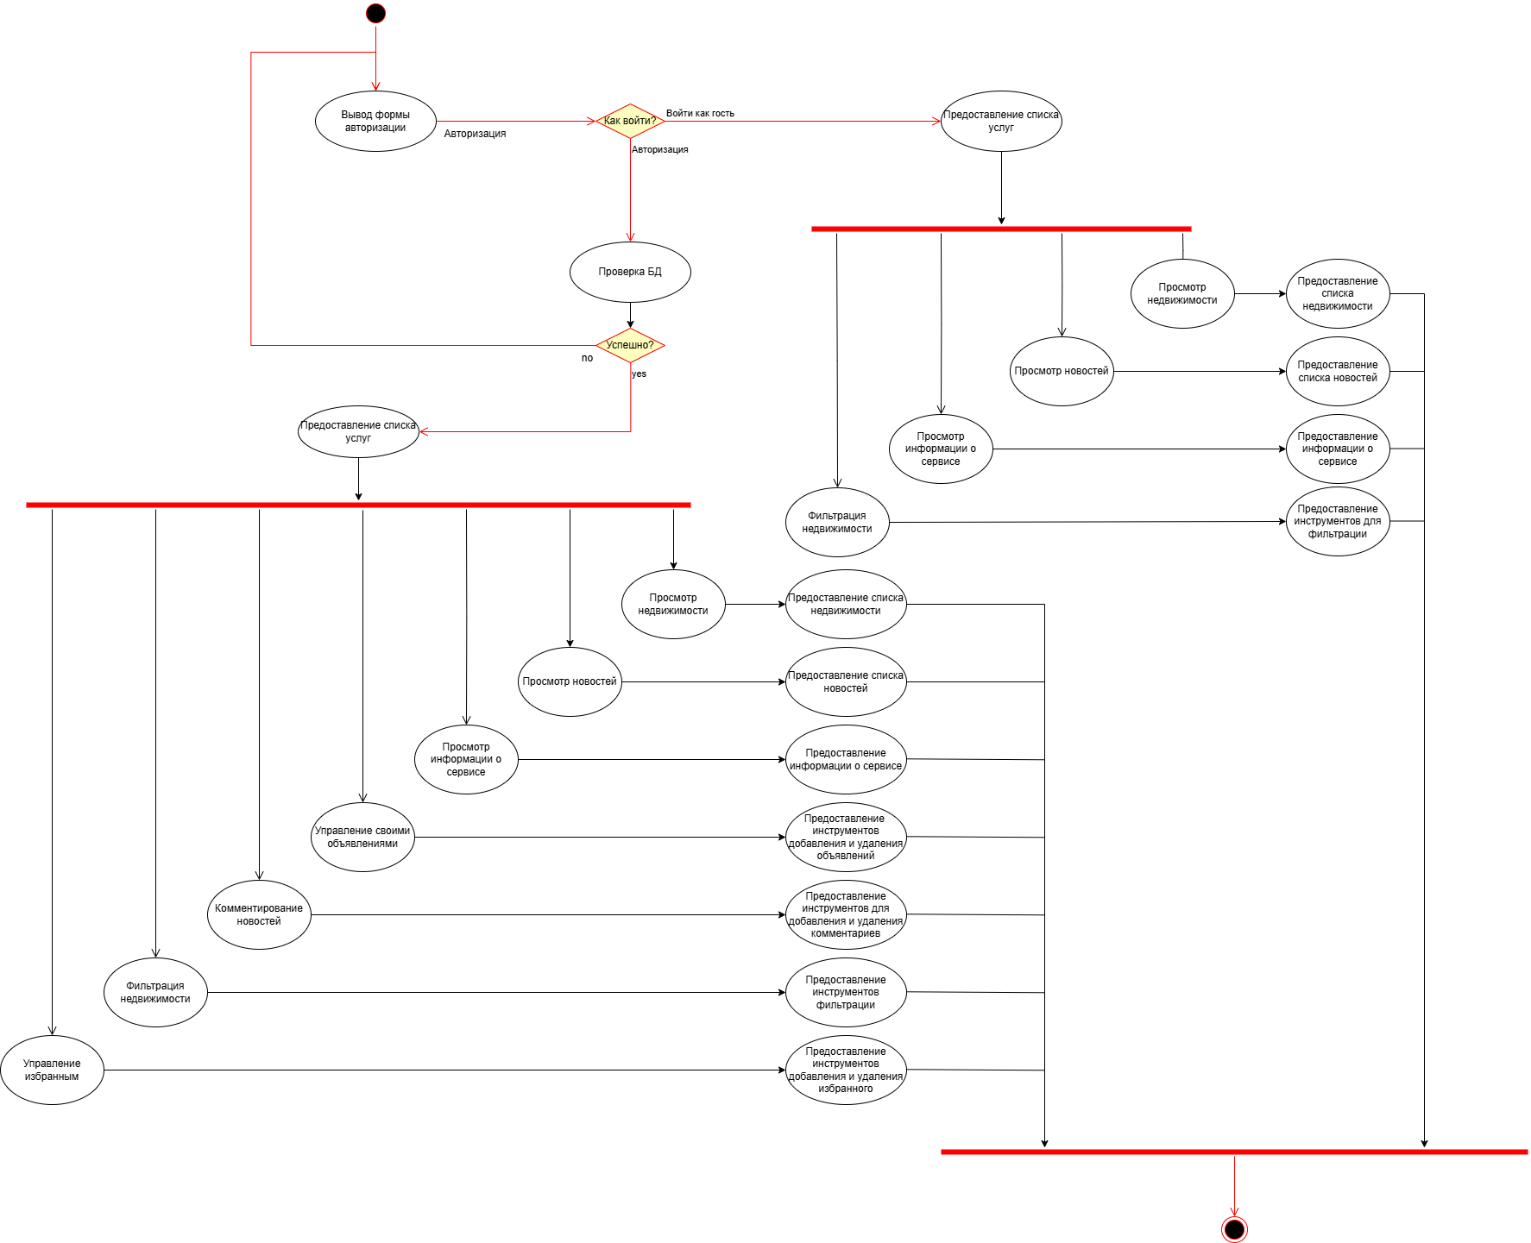 Вывод формы
авторизации
Авторизация
Как войти?
Войти как гость
Авторизация
Предоставление списка
услуг
Проверка БД
Успешно?
no
yes
Предоставление списка
услуг
Просмотр
недвижимости
Предоставление
списка
недвижимости
Просмотр новостей
Предоставление
списка новостей
Просмотр
информации о
сервисе
Предоставление
информации о
сервисе
Фильтрация
недвижимости
Предоставление
инструментов для
фильтрации
Просмотр
недвижимости
Предоставление списка
недвижимости
Просмотр новостей
Предоставление списка
новостей
Просмотр
информации о
сервисе
Предоставление
информации о сервисе
Управление своими
объявлениями
Предоставление
инструментов
добавления и удаления
объявлений
Комментирование
новостей
Предоставление
инструментов для
добавления и удаления
комментариев
Фильтрация
недвижимости
Предоставление
инструментов
фильтрации
Управление
избранным
Предоставление
инструментов
добавления и удаления
избранного